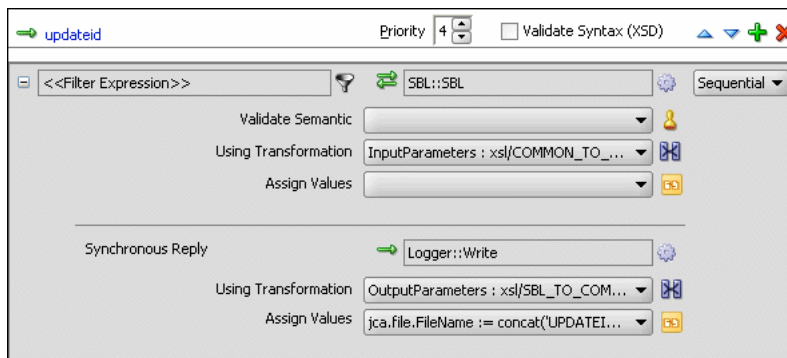 updateid Priority 4 Validate Syntax (XSD)
<<Filter Expression>> SBL::SBL Sequential
Validate Semantic
Using Transformation InputParameters : xsl/COMMON_TO_...
Assign Values
Synchronous Reply Logger::Write
Using Transformation OutputParameters : xsl/SBL_TO_COM...
Assign Values jca.file.FileName := concat('UPDATEI...